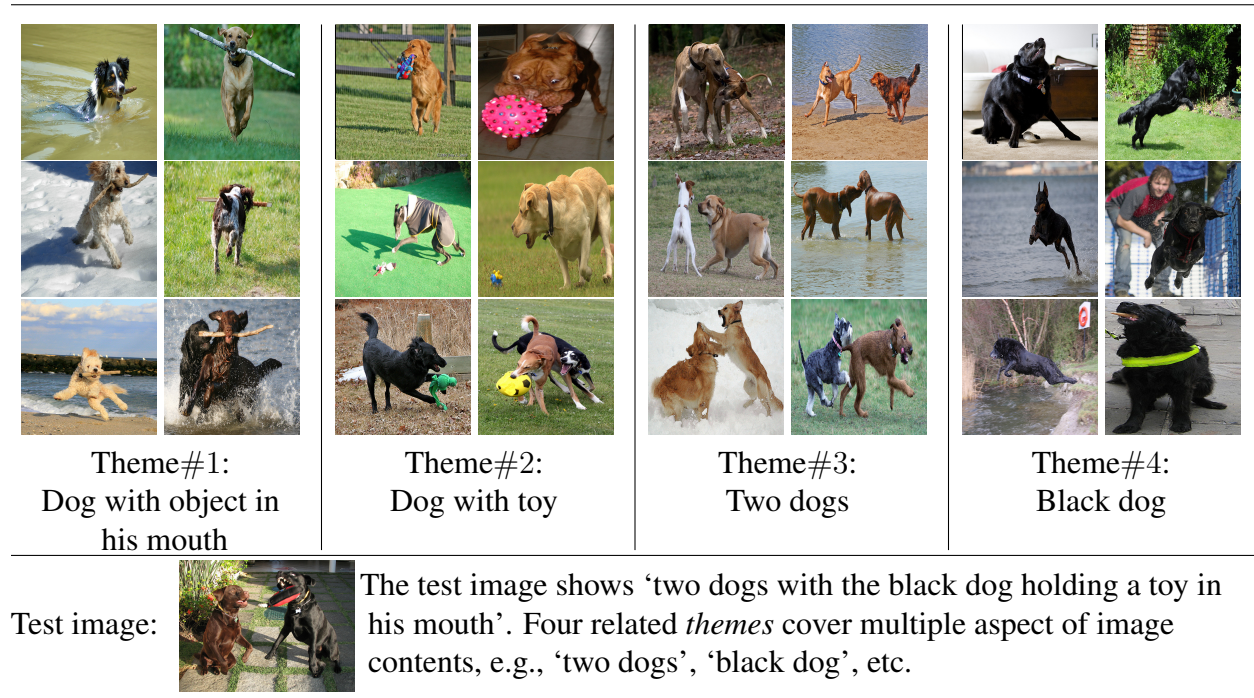 Theme#1:
Dog with object in
his mouth
Theme#2:
Dog with toy
Theme#3:
Two dogs
Theme#4:
Black dog
Test image:
The test image shows ‘two dogs with the black dog holding a toy in
his mouth’. Four related themes cover multiple aspect of image
contents, e.g., ‘two dogs’, ‘black dog’, etc.